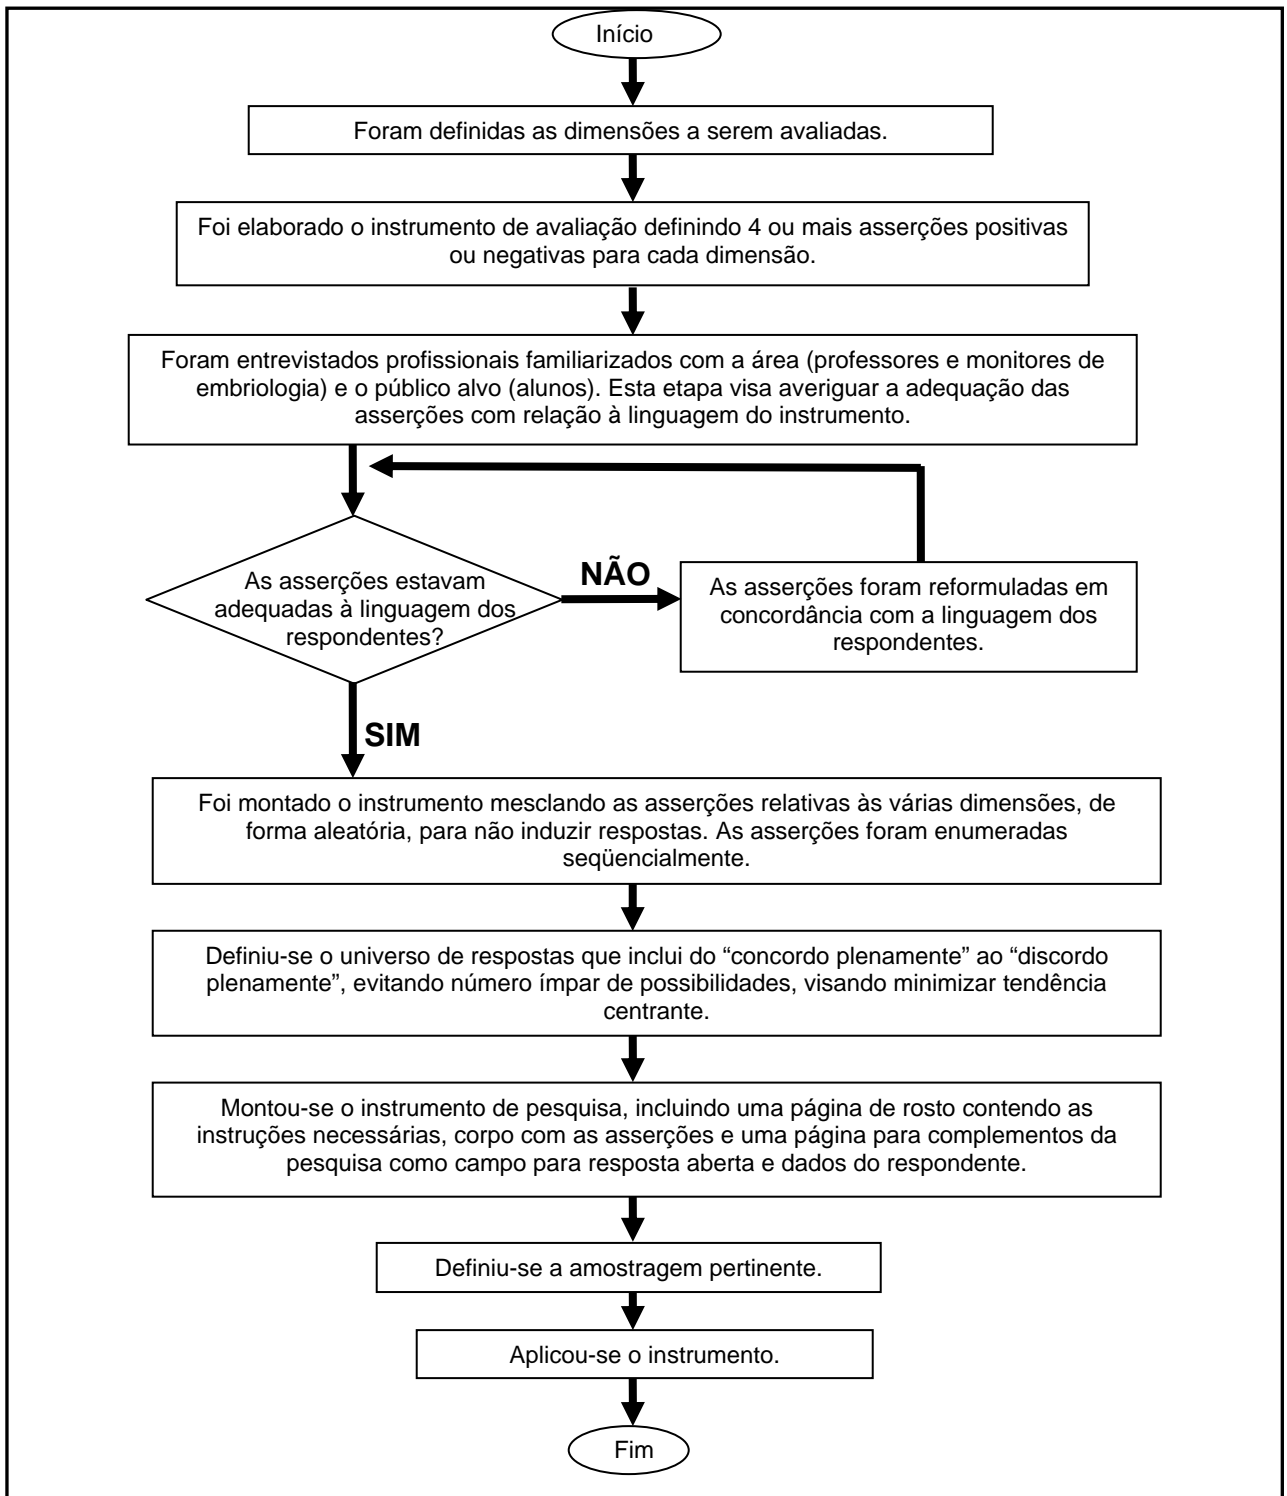 Início
Foram definidas as dimensões a serem avaliadas.
Foi elaborado o instrumento de avaliação definindo 4 ou mais asserções positivas
ou negativas para cada dimensão.
Foram entrevistados profissionais familiarizados com a área (professores e monitores de
embriologia) e o público alvo (alunos). Esta etapa visa averiguar a adequação das
asserções com relação à linguagem do instrumento.
As asserções estavam
adequadas à linguagem dos
respondentes?
NÃO
As asserções foram reformuladas em
concordância com a linguagem dos
respondentes.
SIM
Foi montado o instrumento mesclando as asserções relativas às várias dimensões, de
forma aleatória, para não induzir respostas. As asserções foram enumeradas
seqüencialmente.
Definiu-se o universo de respostas que inclui do “concordo plenamente” ao “discordo
plenamente”, evitando número ímpar de possibilidades, visando minimizar tendência
centrante.
Montou-se o instrumento de pesquisa, incluindo uma página de rosto contendo as
instruções necessárias, corpo com as asserções e uma página para complementos da
pesquisa como campo para resposta aberta e dados do respondente.
Definiu-se a amostragem pertinente.
Aplicou-se o instrumento.
Fim